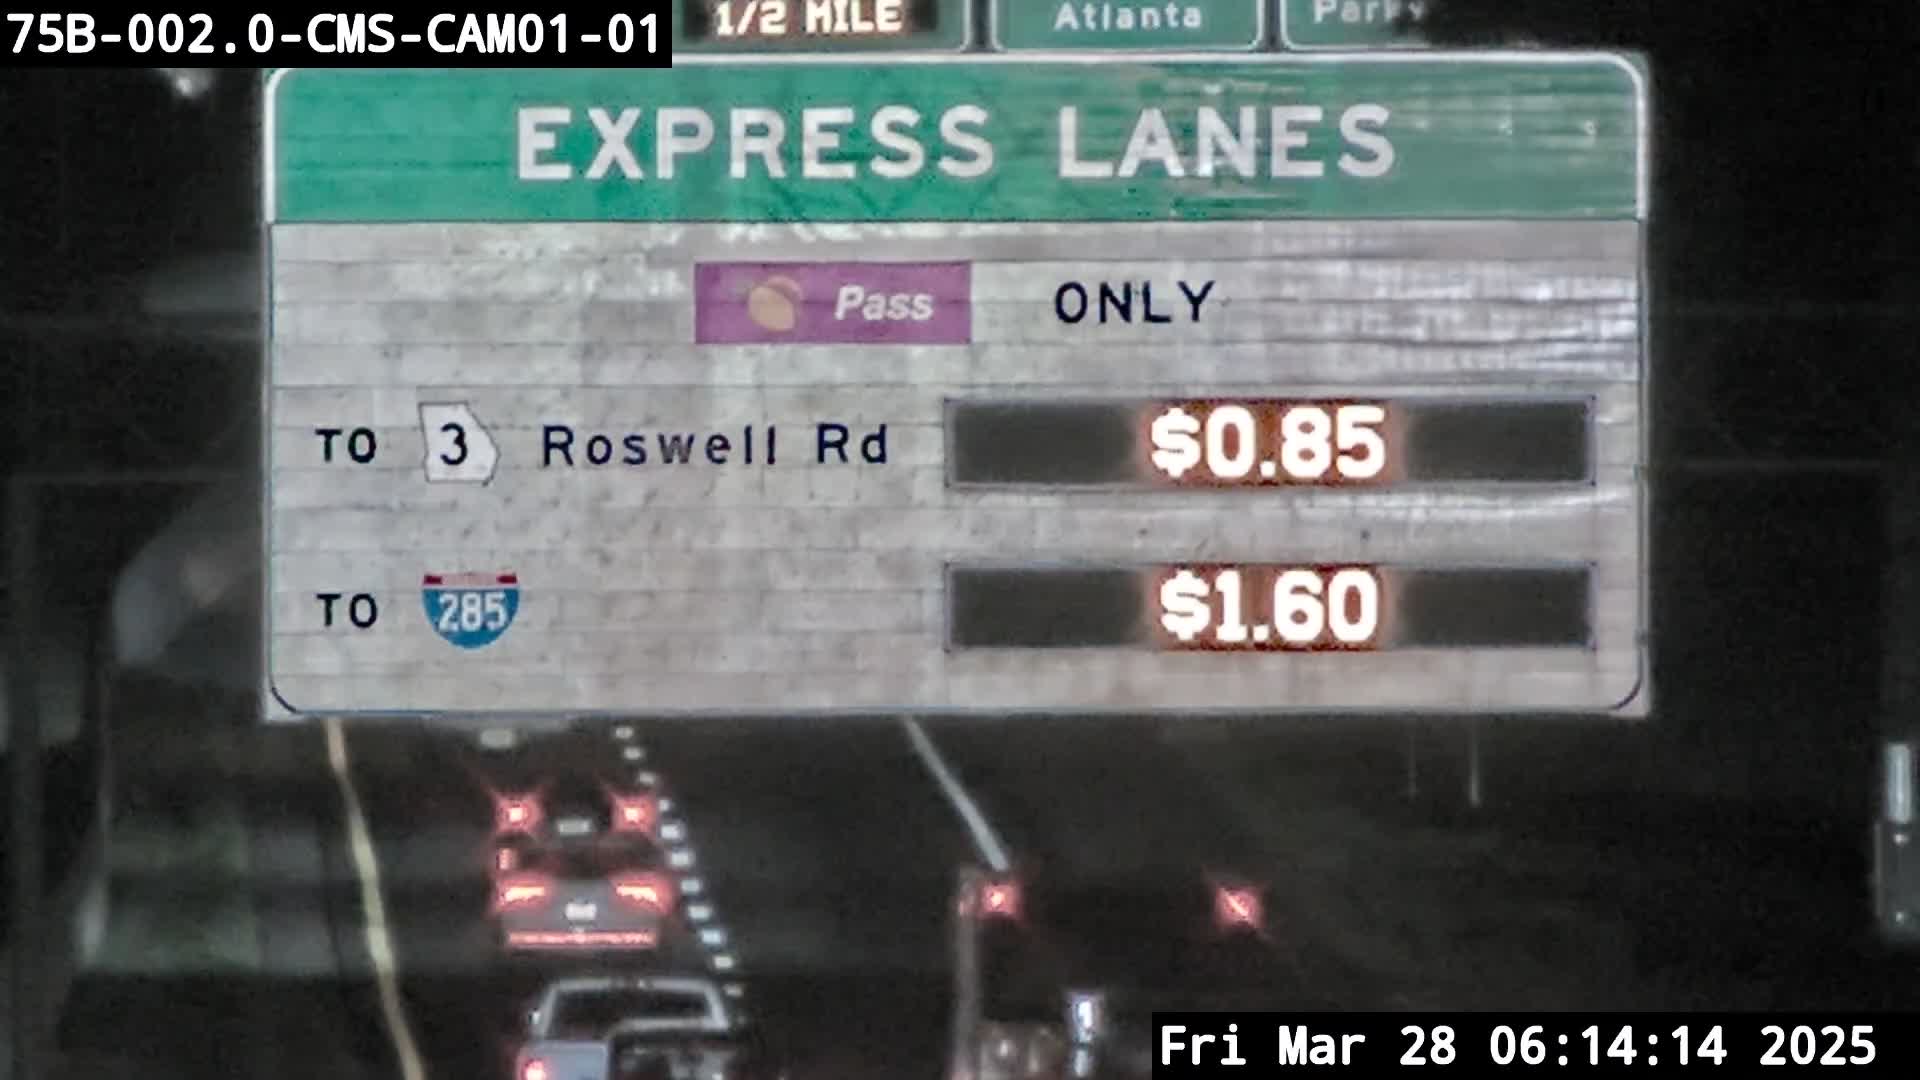 75B-002.0-CMS-CAM01-01
1/2 MILE
Atlanta
EXPRESS LANES
Pass ONLY
TO 3 Roswell Rd $0.85
TO 285 $1.60
Fri Mar 28 06:14:14 2025